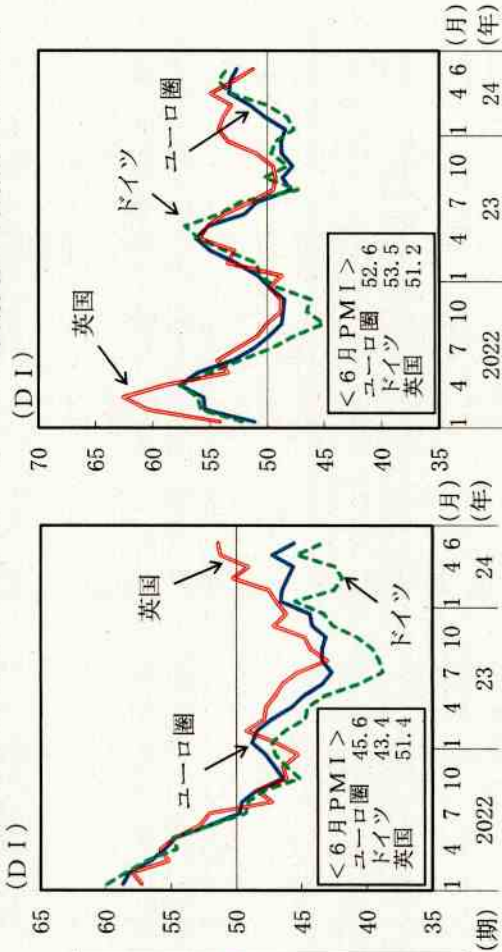 (DI)
65
60
55
50
45
40
35
ユーロ圏
英国
ドイツ
<6月PMI>
ユーロ圏 45.6
ドイツ 43.4
英国 51.4
1 4 7 10 1 4 7 10 1 4 6 (月)
(期) 2022 23 24 (年)
(DI)
70
65
60
55
50
45
40
35
英国
ドイツ
ユーロ圏
<6月PMI>
ユーロ圏 52.6
ドイツ 53.5
英国 51.2
1 4 7 10 1 4 7 10 1 4 6 (月)
2022 23 24 (年)